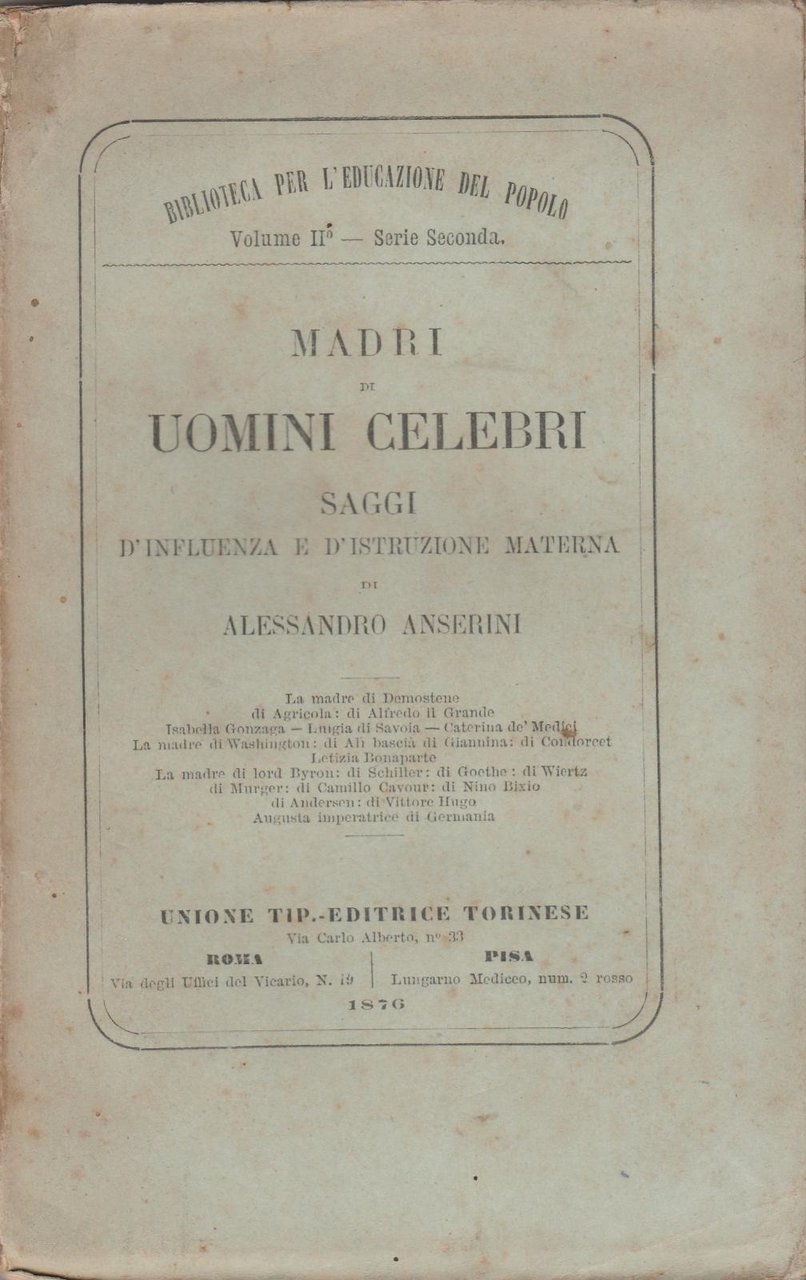 BIBLIOTECA PER L'EDUCAZIONE DEL POPOLO
Volume IIº — Serie Seconda.
MADRI
DI
UOMINI CELEBRI
SAGGI
D'INFLUENZA E D'ISTRUZIONE MATERNA
DI
ALESSANDRO ANSERINI
La madre di Demostene
di Agricola: di Alfredo il Grande
Isabella Gonzaga — Luigia di Savoia — Caterina de' Medici
La madre di Washington: di Alì bascià di Giannina: di Condorcet
Letizia Bonaparte
La madre di lord Byron: di Schiller: di Goethe: di Wiertz
di Murger: di Camillo Cavour: di Nino Bixio
di Andersen: di Vittore Hugo
Augusta imperatrice di Germania
UNIONE TIP.-EDITRICE TORINESE
Via Carlo Alberto, nº 33
ROMA
Via degli Uffici del Vicario, N. 19
PISA
Lungarno Mediceo, num. 2 rosso
1876